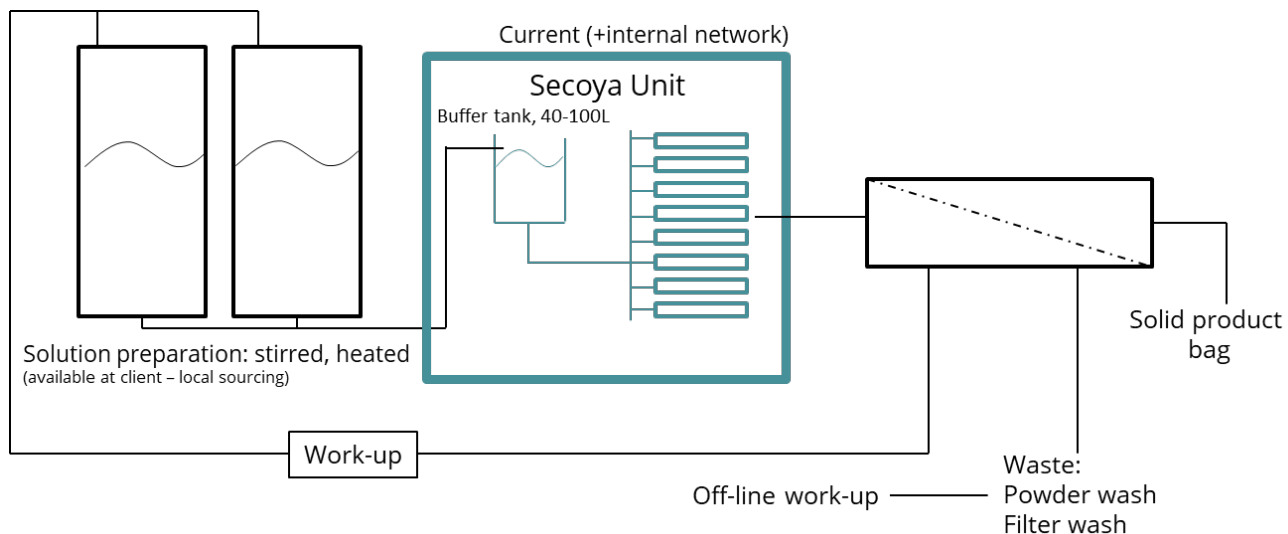 Current (+internal network)
Secoya Unit
Buffer tank, 40-100L
Solution preparation: stirred, heated
(available at client – local sourcing)
Solid product
bag
Work-up
Off-line work-up
Waste:
Powder wash
Filter wash